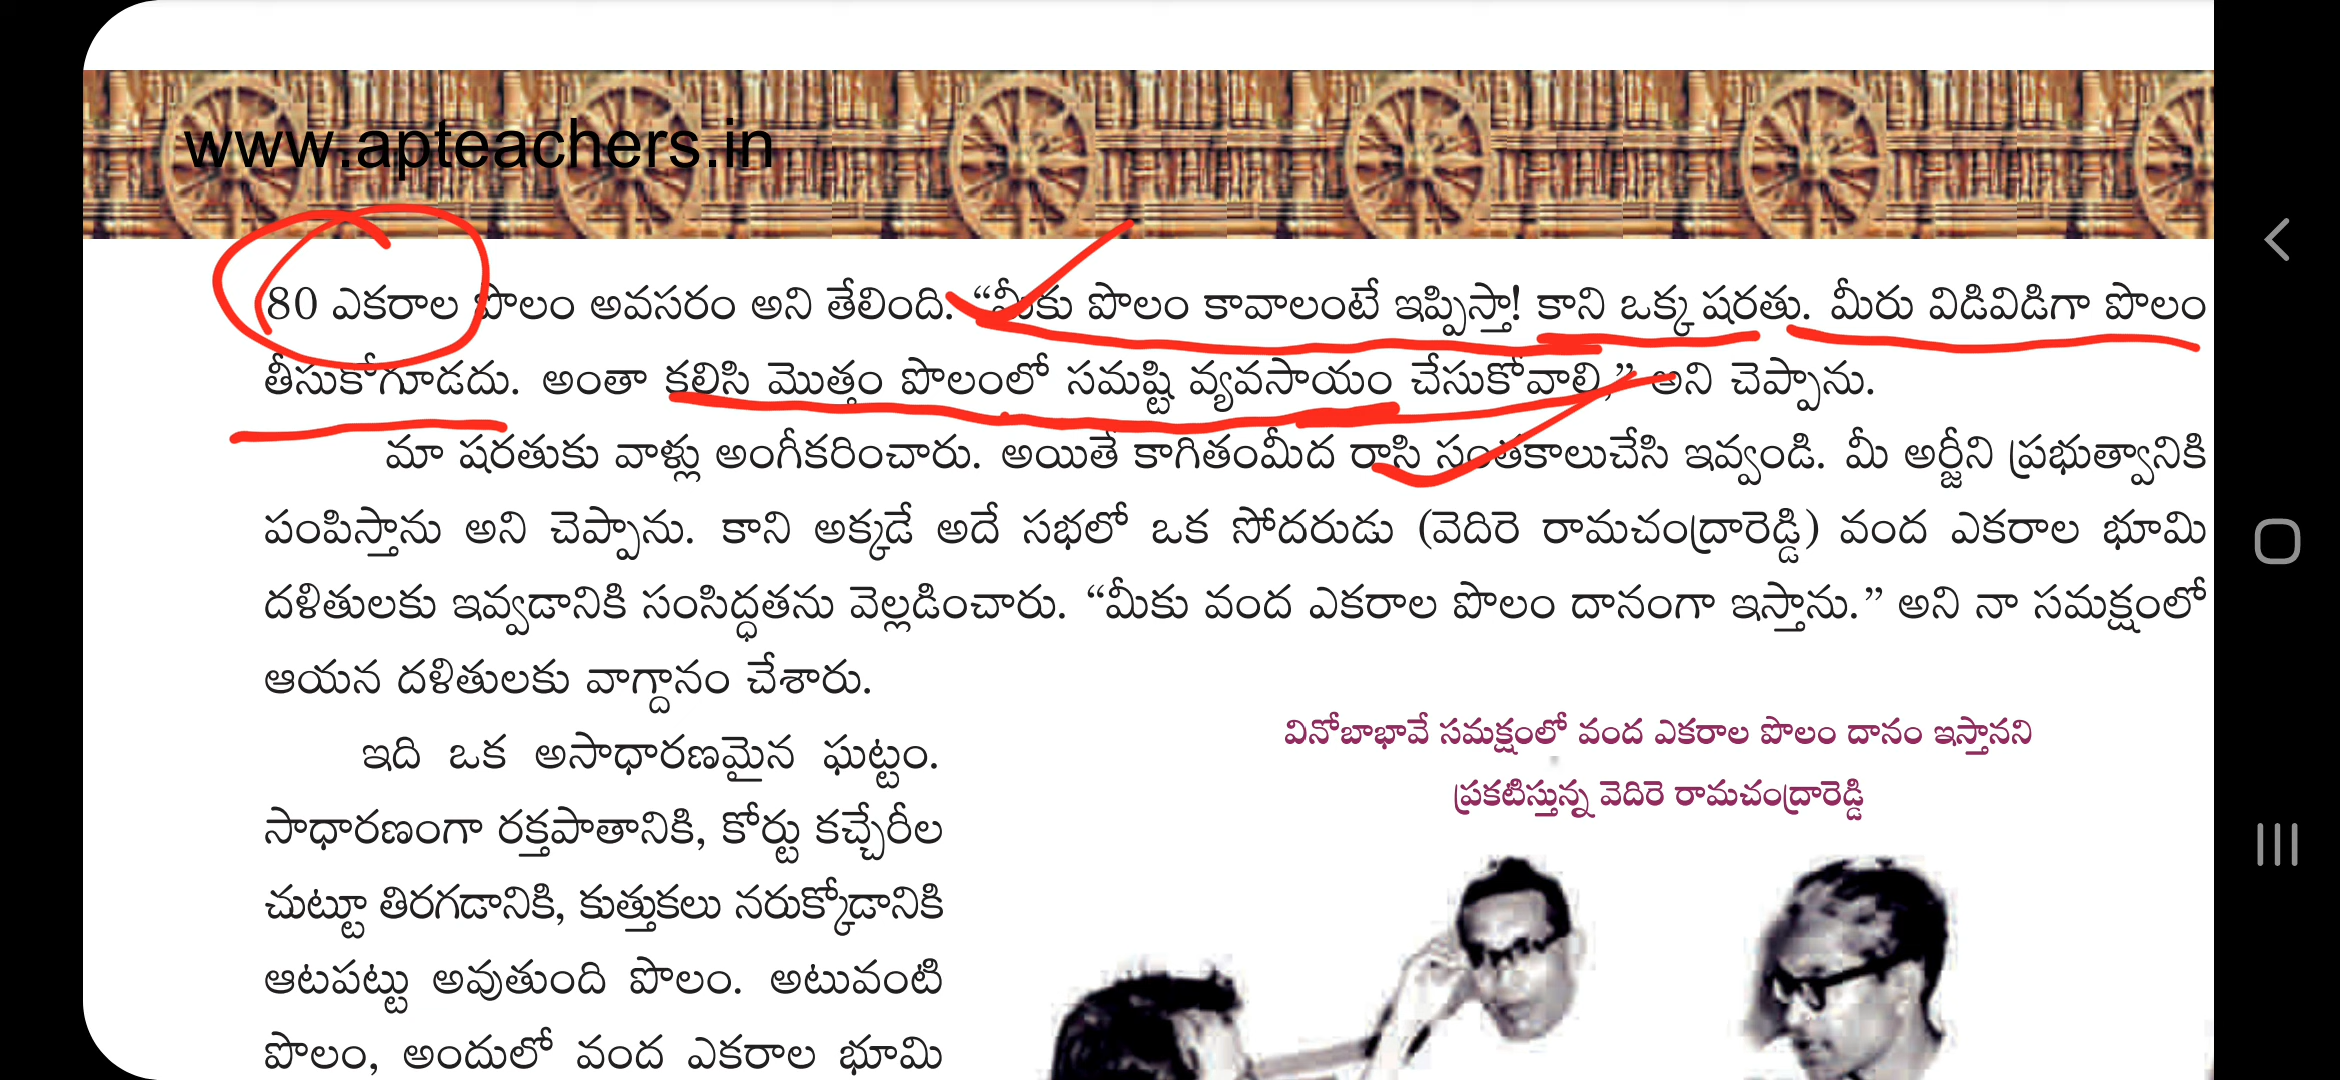 www.apteachers.in
80 ఎకరాల పొలం అవసరం అని తేలింది. “మీకు పొలం కావాలంటే ఇప్పిస్తా! కాని ఒక్క షరతు. మీరు విడివిడిగా పొలం
తీసుకోగూడదు. అంతా కలిసి మొత్తం పొలంలో సమష్టి వ్యవసాయం చేసుకోవాలి,” అని చెప్పాను.
మా షరతుకు వాళ్లు అంగీకరించారు. అయితే కాగితంమీద రాసి సంతకాలుచేసి ఇవ్వండి. మీ అర్జీని ప్రభుత్వానికి
పంపిస్తాను అని చెప్పాను. కాని అక్కడే అదే సభలో ఒక సోదరుడు (వెదిరె రామచంద్రారెడ్డి) వంద ఎకరాల భూమి
దళితులకు ఇవ్వడానికి సంసిద్ధతను వెల్లడించారు. “మీకు వంద ఎకరాల పొలం దానంగా ఇస్తాను.” అని నా సమక్షంలో
ఆయన దళితులకు వాగ్దానం చేశారు.
ఇది ఒక అసాధారణమైన ఘట్టం.
సాధారణంగా రక్తపాతానికి, కోర్టు కచ్చేరీల
చుట్టూ తిరగడానికి, కుత్తుకలు నరుక్కోడానికి
ఆటపట్టు అవుతుంది పొలం. అటువంటి
పొలం, అందులో వంద ఎకరాల భూమి
వినోబాభావే సమక్షంలో వంద ఎకరాల పొలం దానం ఇస్తానని
ప్రకటిస్తున్న వెదిరె రామచంద్రారెడ్డి